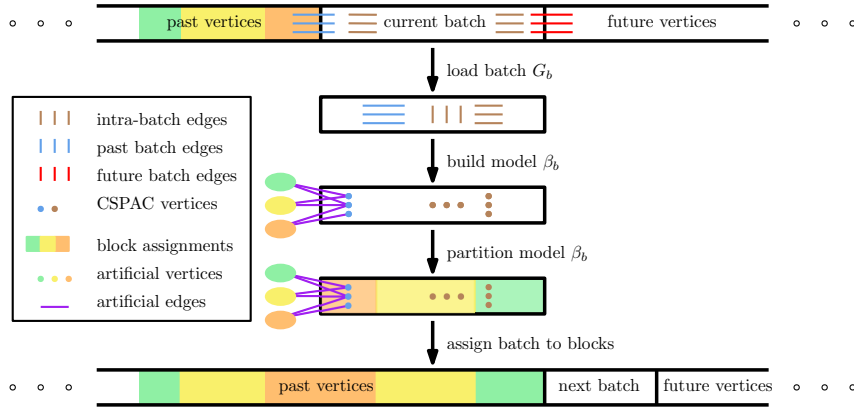 past vertices current batch future vertices
load batch G_b
intra-batch edges
past batch edges
future batch edges
CSPAC vertices
block assignments
artificial vertices
artificial edges
build model β_b
partition model β_b
assign batch to blocks
past vertices next batch future vertices